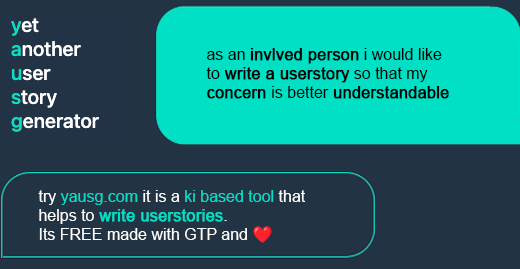 yet
another
user
story
generator
as an invlved person i would like
to write a userstory so that my
concern is better understandable
try yausg.com it is a ki based tool that
helps to write userstories.
Its FREE made with GTP and ❤️